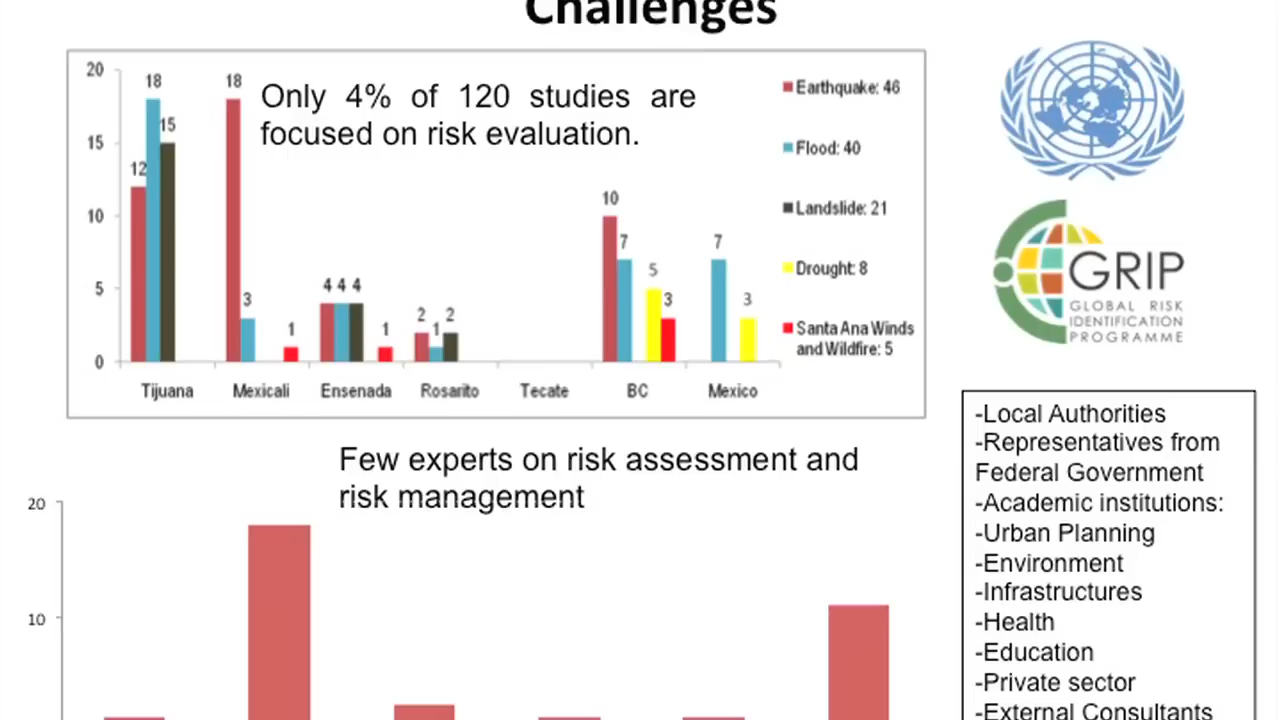 Challenges
20
15
10
5
0
12
18
15
18
3
1
4
4
4
1
2
1
2
10
7
5
3
7
3
Only 4% of 120 studies are
focused on risk evaluation.
Earthquake: 46
Flood: 40
Landslide: 21
Drought: 8
Santa Ana Winds
and Wildfire: 5
Tijuana
Mexicali
Ensenada
Rosarito
Tecate
BC
Mexico
GRIP
GLOBAL RISK
IDENTIFICATION
PROGRAMME
Few experts on risk assessment and
risk management
20
10
-Local Authorities
-Representatives from
Federal Government
-Academic institutions:
-Urban Planning
-Environment
-Infrastructures
-Health
-Education
-Private sector
-External Consultants